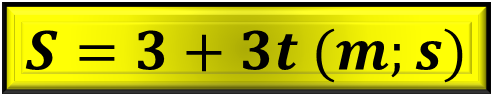 S = 3 + 3t (m; s)